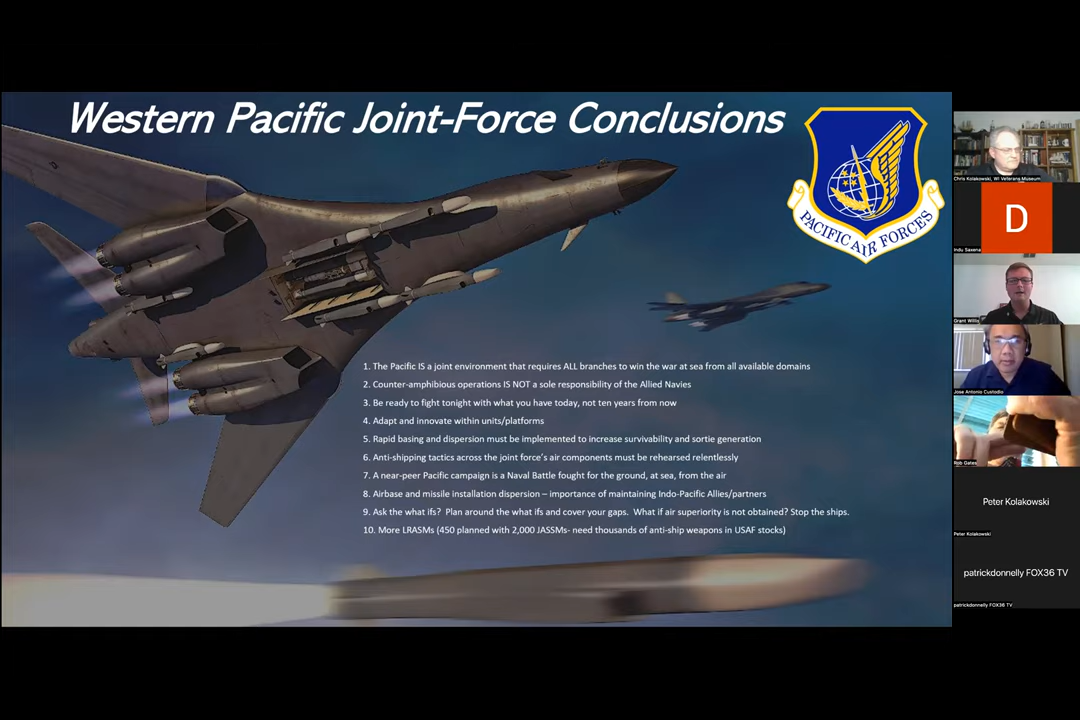 Western Pacific Joint-Force Conclusions
PACIFIC AIR FORCES
1. The Pacific IS a joint environment that requires ALL branches to win the war at sea from all available domains
2. Counter-amphibious operations IS NOT a sole responsibility of the Allied Navies
3. Be ready to fight tonight with what you have today, not ten years from now
4. Adapt and innovate within units/platforms
5. Rapid basing and dispersion must be implemented to increase survivability and sortie generation
6. Anti-shipping tactics across the joint force's air components must be rehearsed relentlessly
7. A near-peer Pacific campaign is a Naval Battle fought for the ground, at sea, from the air
8. Airbase and missile installation dispersion – importance of maintaining Indo-Pacific Allies/partners
9. Ask the what ifs? Plan around the what ifs and cover your gaps. What if air superiority is not obtained? Stop the ships.
10. More LRASMs (450 planned with 2,000 JASSMs- need thousands of anti-ship weapons in USAF stocks)
Chris Kolakowski, WI Veterans Museum
D
Indu Saxena
Grant Willis
Jose Antonio Custodio
Rob Gates
Peter Kolakowski
Peter Kolakowski
patrickdonnelly FOX36 TV
patrickdonnelly FOX36 TV